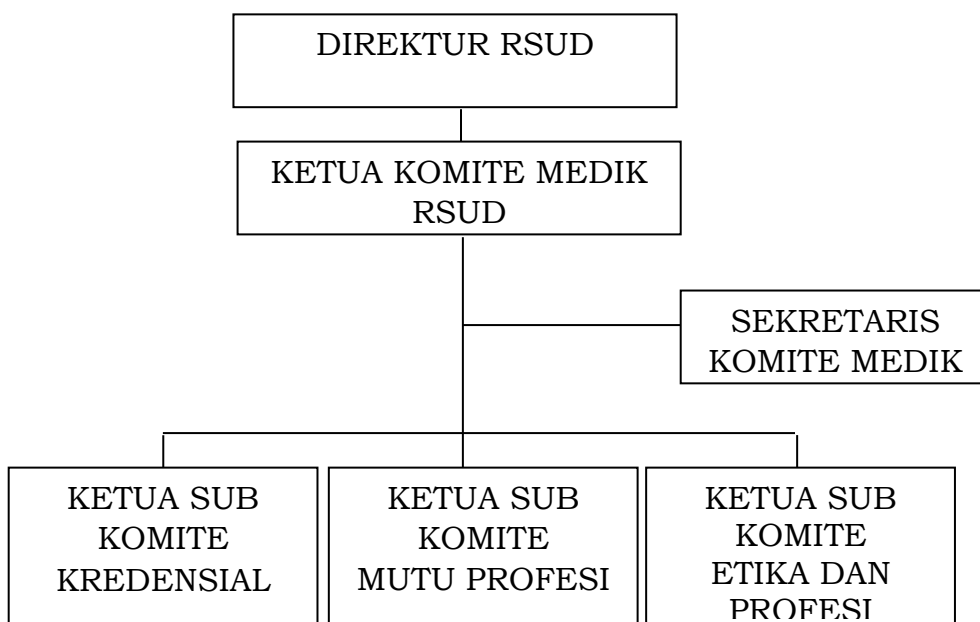 DIREKTUR RSUD
KETUA KOMITE MEDIK
RSUD
SEKRETARIS
KOMITE MEDIK
KETUA SUB
KOMITE
KREDENSIAL
KETUA SUB
KOMITE
MUTU PROFESI
KETUA SUB
KOMITE
ETIKA DAN
PROFESI